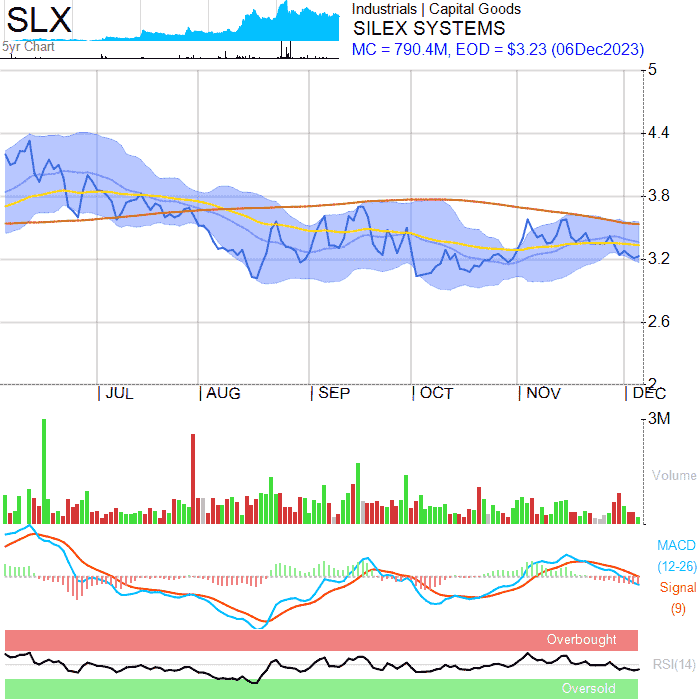 SLX
5yr Chart
Industrials | Capital Goods
SILEX SYSTEMS
MC = 790.4M, EOD = $3.23 (06Dec2023)
5
4.4
3.8
3.2
2.6
2
JUL AUG SEP OCT NOV DEC
3M
Volume
MACD
(12-26)
Signal
(9)
Overbought
RSI(14)
Oversold